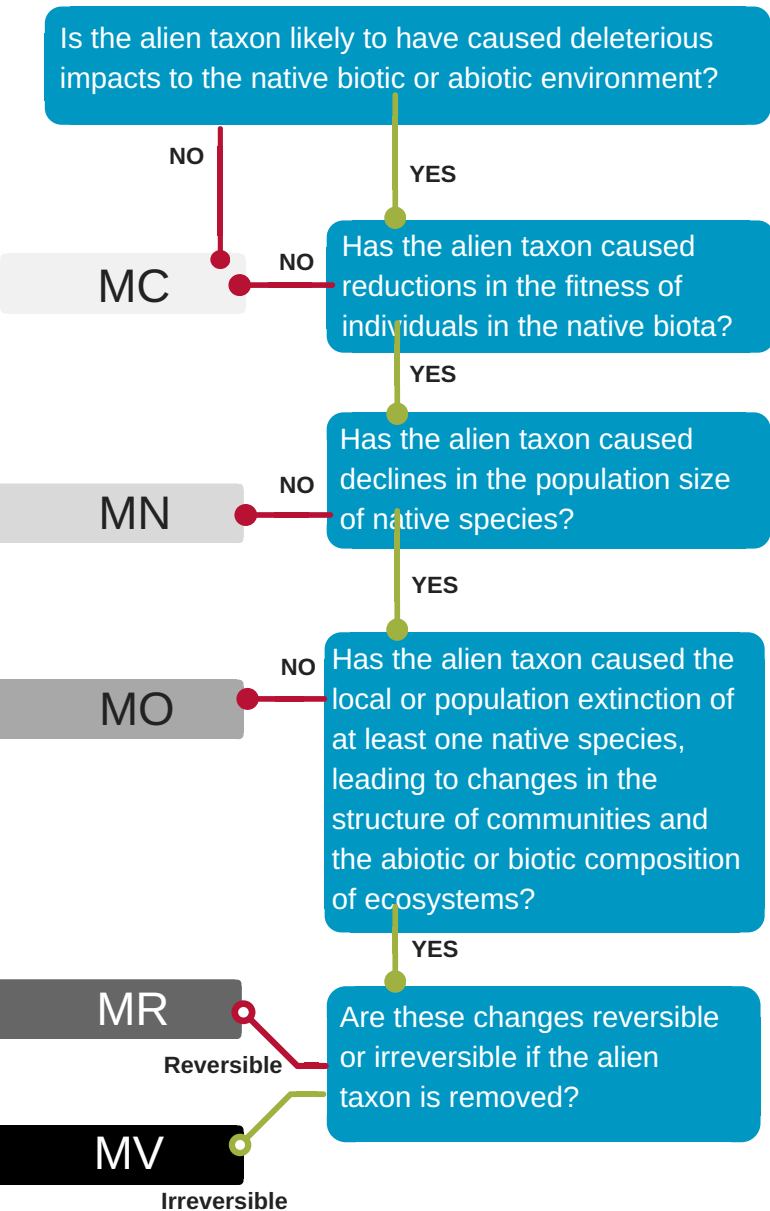 Is the alien taxon likely to have caused deleterious
impacts to the native biotic or abiotic environment?
NO
YES
MC
NO
Has the alien taxon caused
reductions in the fitness of
individuals in the native biota?
YES
MN
NO
Has the alien taxon caused
declines in the population size
of native species?
YES
MO
NO
Has the alien taxon caused the
local or population extinction of
at least one native species,
leading to changes in the
structure of communities and
the abiotic or biotic composition
of ecosystems?
YES
MR
Reversible
Are these changes reversible
or irreversible if the alien
taxon is removed?
MV
Irreversible